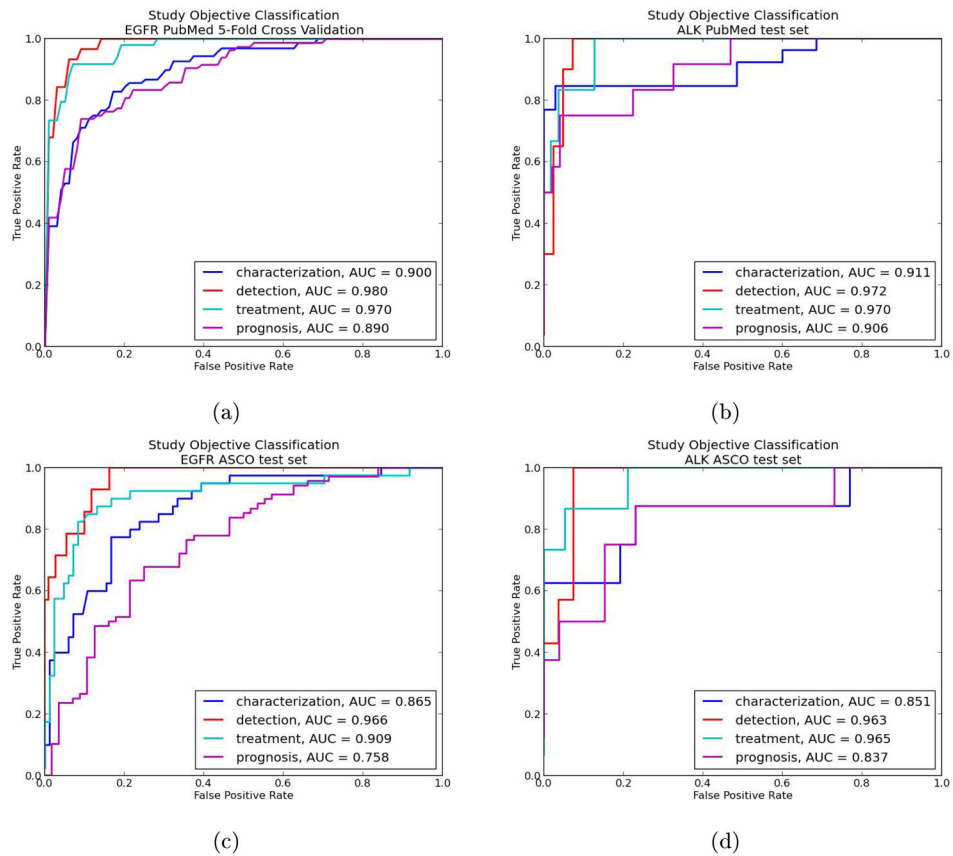 Study Objective Classification
EGFR PubMed 5-Fold Cross Validation
1.0
0.8
0.6
0.4
0.2
0.0
True Positive Rate
characterization, AUC = 0.900
detection, AUC = 0.980
treatment, AUC = 0.970
prognosis, AUC = 0.890
0.0 0.2 0.4 0.6 0.8 1.0
False Positive Rate
(a)
Study Objective Classification
ALK PubMed test set
1.0
0.8
0.6
0.4
0.2
0.0
True Positive Rate
characterization, AUC = 0.911
detection, AUC = 0.972
treatment, AUC = 0.970
prognosis, AUC = 0.906
0.0 0.2 0.4 0.6 0.8 1.0
False Positive Rate
(b)
Study Objective Classification
EGFR ASCO test set
1.0
0.8
0.6
0.4
0.2
0.0
True Positive Rate
characterization, AUC = 0.865
detection, AUC = 0.966
treatment, AUC = 0.909
prognosis, AUC = 0.758
0.0 0.2 0.4 0.6 0.8 1.0
False Positive Rate
(c)
Study Objective Classification
ALK ASCO test set
1.0
0.8
0.6
0.4
0.2
0.0
True Positive Rate
characterization, AUC = 0.851
detection, AUC = 0.963
treatment, AUC = 0.965
prognosis, AUC = 0.837
0.0 0.2 0.4 0.6 0.8 1.0
False Positive Rate
(d)